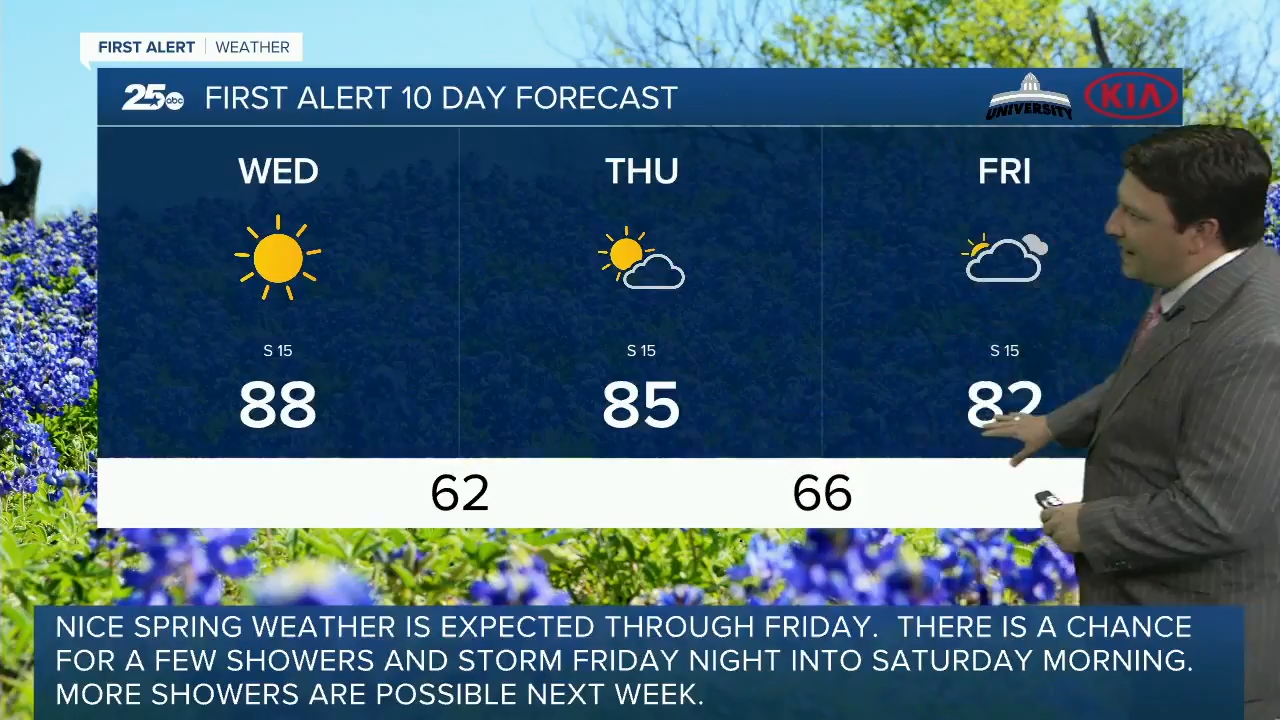 FIRST ALERT | WEATHER
25 abc FIRST ALERT 10 DAY FORECAST UNIVERSITY KIA
WED THU FRI
S 15 S 15 S 15
88 85 82
62 66
NICE SPRING WEATHER IS EXPECTED THROUGH FRIDAY. THERE IS A CHANCE
FOR A FEW SHOWERS AND STORM FRIDAY NIGHT INTO SATURDAY MORNING.
MORE SHOWERS ARE POSSIBLE NEXT WEEK.